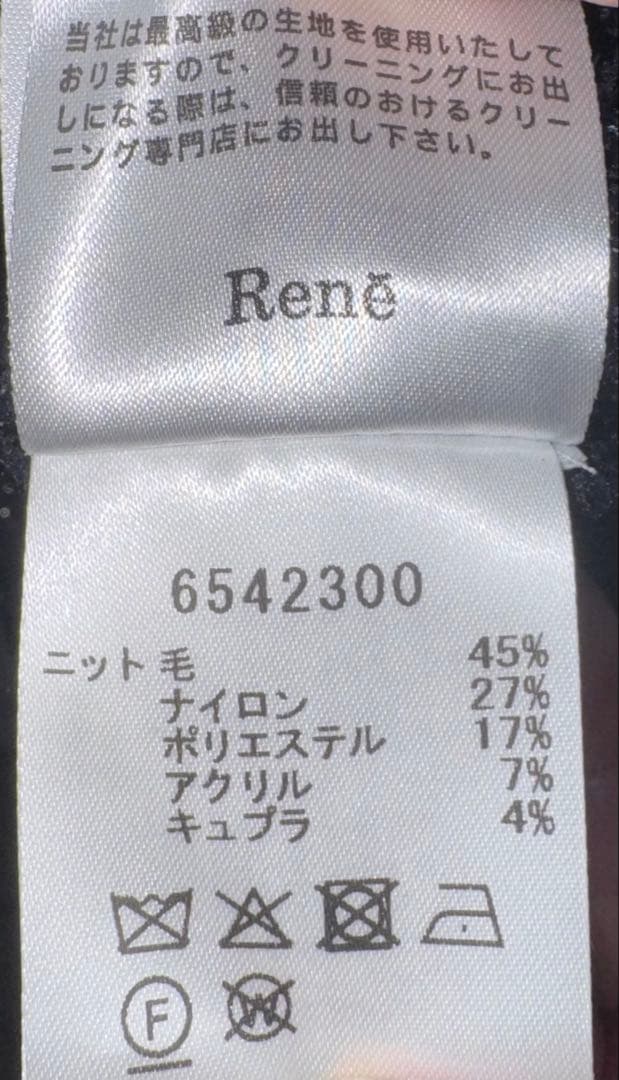 当社は最高級の生地を使用いたして
おりますので、クリーニングにお出
しになる際は、信頼のおけるクリー
ニング専門店にお出し下さい。
Renĕ
6542300
ニット 毛 45%
ナイロン 27%
ポリエステル 17%
アクリル 7%
キュプラ 4%
F W